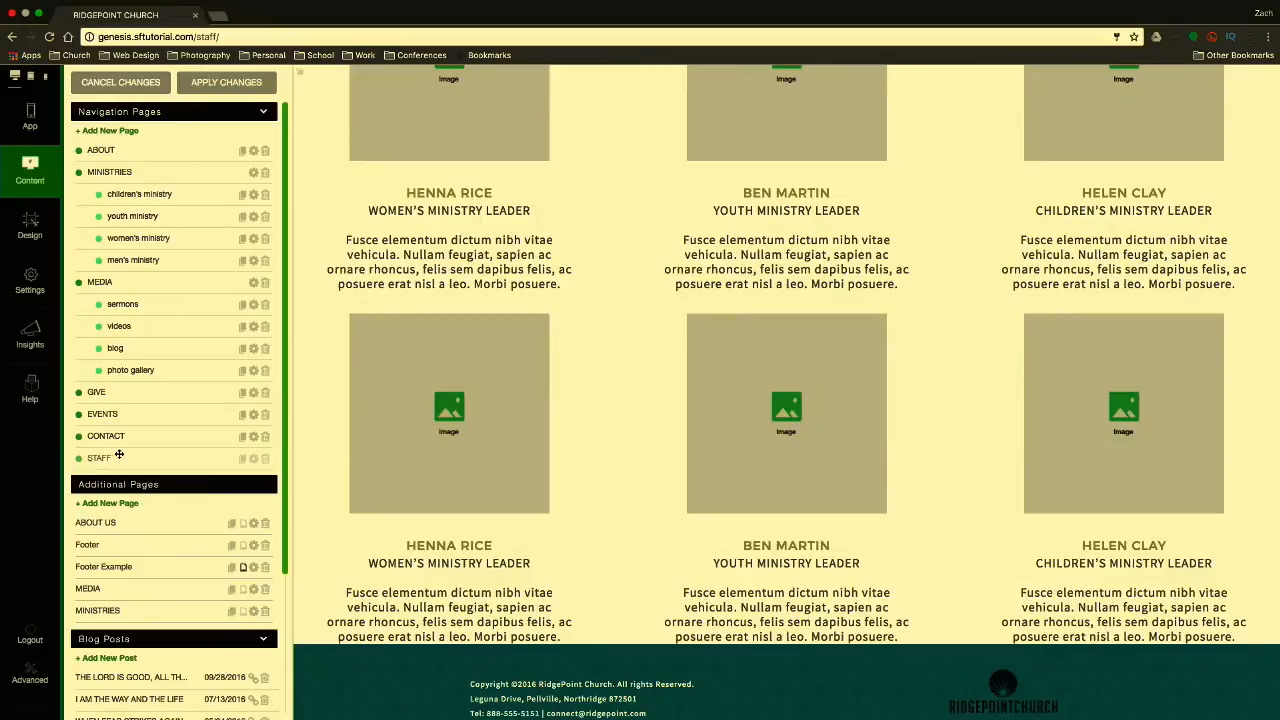 RIDGEPOINT CHURCH
Zach
genesis.sftutorial.com/staff/
Apps Church Web Design Photography Personal School Work Conferences Bookmarks Other Bookmarks
CANCEL CHANGES APPLY CHANGES
App
Content
Design
Settings
Insights
Help
Logout
Advanced
Navigation Pages
+ Add New Page
ABOUT
MINISTRIES
children's ministry
youth ministry
women's ministry
men's ministry
MEDIA
sermons
videos
blog
photo gallery
GIVE
EVENTS
CONTACT
STAFF
Additional Pages
+ Add New Page
ABOUT US
Footer
Footer Example
MEDIA
MINISTRIES
Blog Posts
+ Add New Post
THE LORD IS GOOD, ALL TH... 09/28/2016
I AM THE WAY AND THE LIFE 07/13/2016
Image Image Image
HENNA RICE BEN MARTIN HELEN CLAY
WOMEN'S MINISTRY LEADER YOUTH MINISTRY LEADER CHILDREN'S MINISTRY LEADER
Fusce elementum dictum nibh vitae
vehicula. Nullam feugiat, sapien ac
ornare rhoncus, felis sem dapibus felis, ac
posuere erat nisl a leo. Morbi posuere.
Fusce elementum dictum nibh vitae
vehicula. Nullam feugiat, sapien ac
ornare rhoncus, felis sem dapibus felis, ac
posuere erat nisl a leo. Morbi posuere.
Fusce elementum dictum nibh vitae
vehicula. Nullam feugiat, sapien ac
ornare rhoncus, felis sem dapibus felis, ac
posuere erat nisl a leo. Morbi posuere.
Image Image Image
HENNA RICE BEN MARTIN HELEN CLAY
WOMEN'S MINISTRY LEADER YOUTH MINISTRY LEADER CHILDREN'S MINISTRY LEADER
Fusce elementum dictum nibh vitae
vehicula. Nullam feugiat, sapien ac
ornare rhoncus, felis sem dapibus felis, ac
posuere erat nisl a leo. Morbi posuere.
Fusce elementum dictum nibh vitae
vehicula. Nullam feugiat, sapien ac
ornare rhoncus, felis sem dapibus felis, ac
posuere erat nisl a leo. Morbi posuere.
Fusce elementum dictum nibh vitae
vehicula. Nullam feugiat, sapien ac
ornare rhoncus, felis sem dapibus felis, ac
posuere erat nisl a leo. Morbi posuere.
Copyright ©2016 RidgePoint Church. All rights Reserved.
Leguna Drive, Pellville, Northridge 872501
Tel: 888-555-5151 | connect@ridgepoint.com
RIDGEPOINTCHURCH